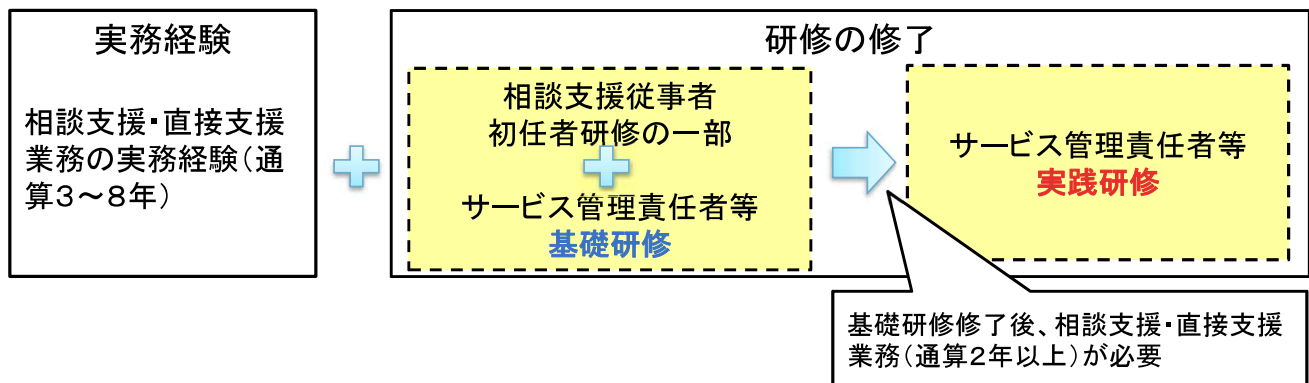 実務経験
相談支援・直接支援
業務の実務経験(通
算3～8年)
研修の修了
相談支援従事者
初任者研修の一部
サービス管理責任者等
基礎研修
サービス管理責任者等
実践研修
基礎研修修了後、相談支援・直接支援
業務(通算2年以上)が必要